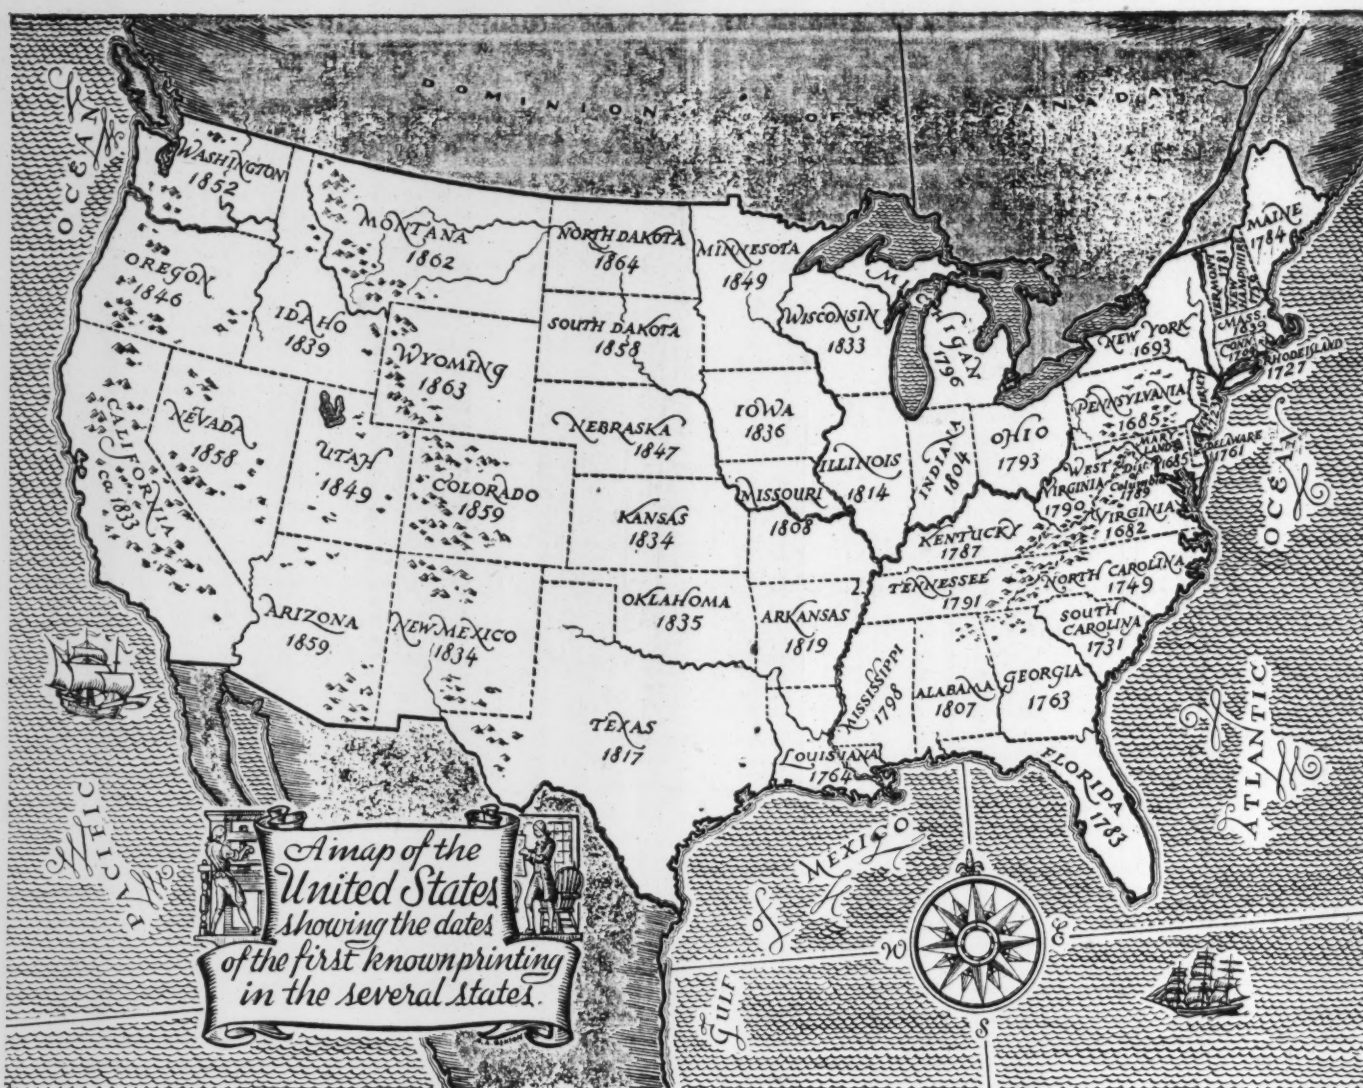 DOMINION OF CANADA
OCEAN
WASHINGTON
1852
MONTANA
1862
NORTH DAKOTA
1864
MINNESOTA
1849
MAINE
1784
VERMONT
1781
OREGON
1846
IDAHO
1839
WYOMING
1863
SOUTH DAKOTA
1858
WISCONSIN
1833
MICHIGAN
1796
NEW YORK
1693
MASS.
CONN.
1709
RHODE ISLAND
1727
CALIFORNIA
ca. 1833
NEVADA
1858
UTAH
1849
COLORADO
1859
NEBRASKA
1847
IOWA
1836
ILLINOIS
1814
INDIANA
1804
OHIO
1793
PENNSYLVANIA
1685
DELAWARE
1761
MARYLAND
1685
Dist.
Columbia
1789
WEST
VIRGINIA
1790
VIRGINIA
1682
KANSAS
1834
MISSOURI
1808
KENTUCKY
1787
TENNESSEE
1791
NORTH CAROLINA
1749
SOUTH
CAROLINA
1731
ARIZONA
1859
NEW MEXICO
1834
OKLAHOMA
1835
ARKANSAS
1819
MISSISSIPPI
1798
ALABAMA
1807
GEORGIA
1763
TEXAS
1817
LOUISIANA
1764
FLORIDA
1783
OCEAN
ATLANTIC
PACIFIC
GULF
of
MEXICO
W
E
S
A map of the
United States
showing the dates
of the first known printing
in the several states.